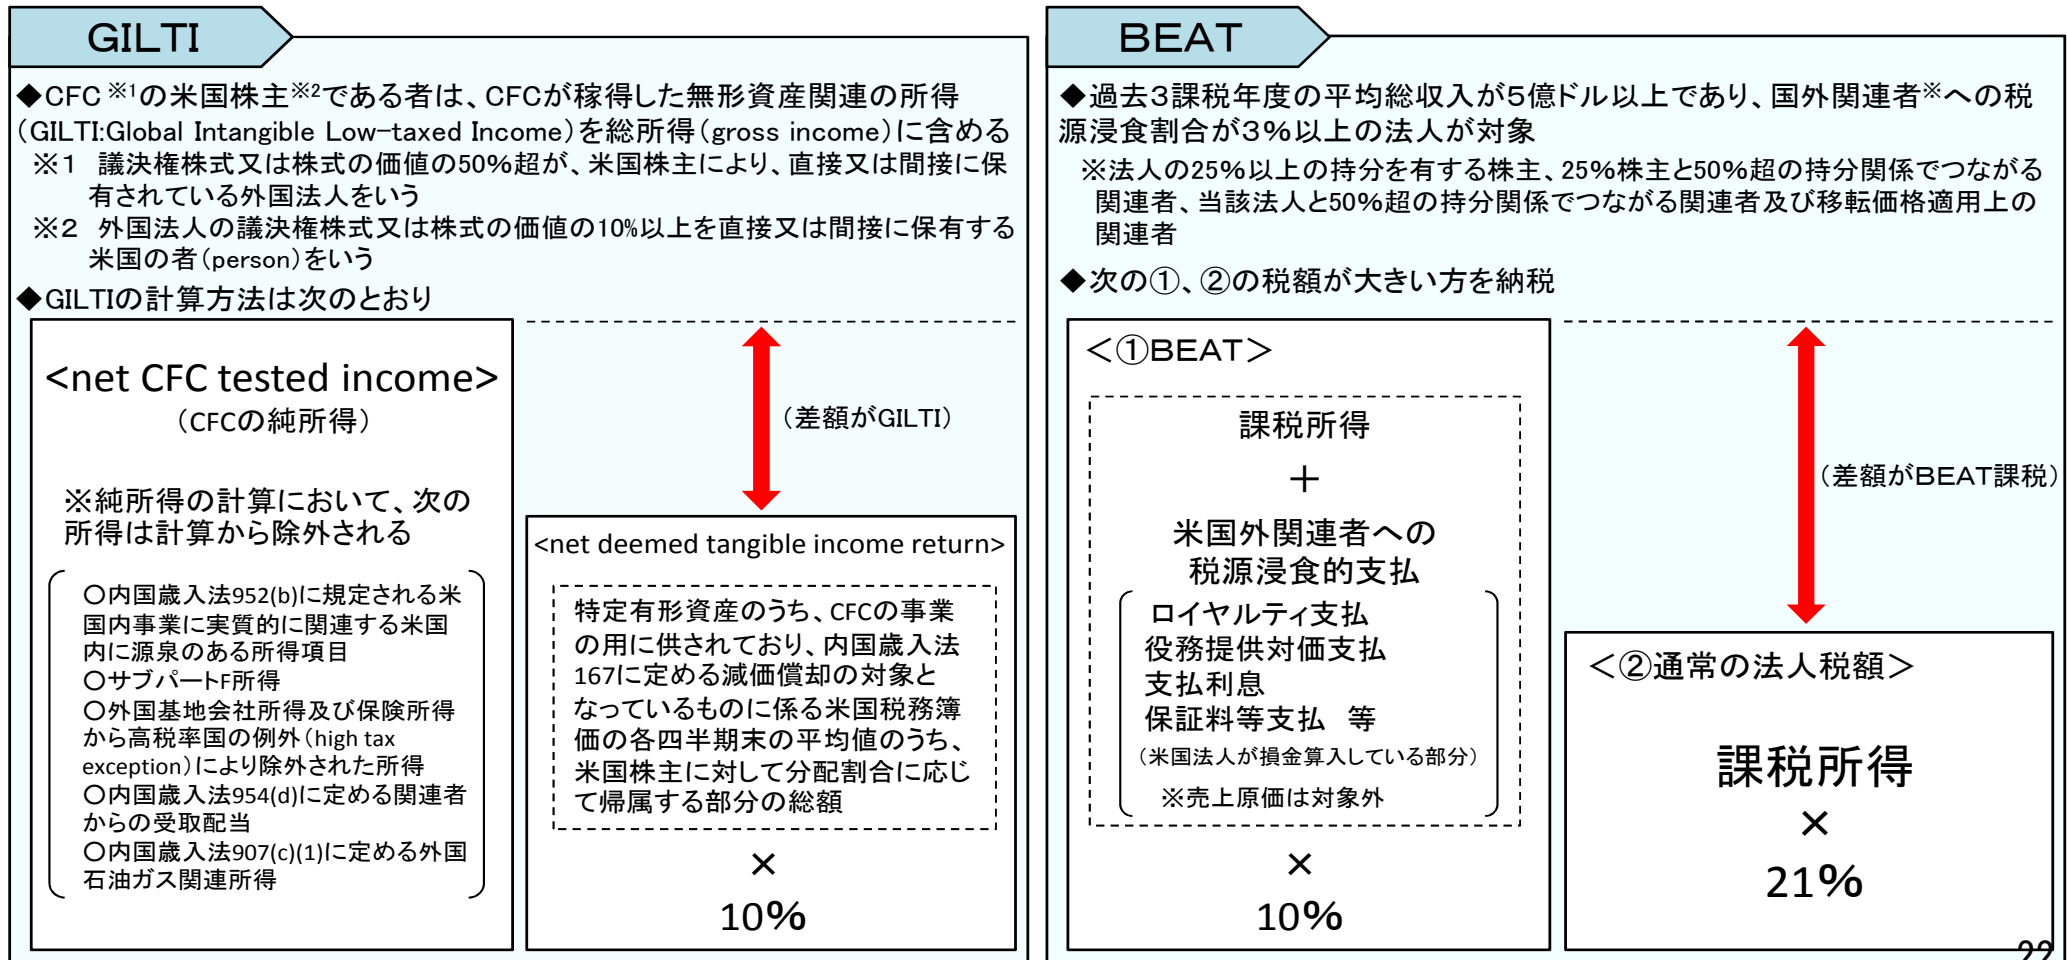 GILTI
◆CFC※1の米国株主※2である者は、CFCが稼得した無形資産関連の所得
(GILTI:Global Intangible Low-taxed Income)を総所得(gross income)に含める
※1 議決権株式又は株式の価値の50%超が、米国株主により、直接又は間接に保
有されている外国法人をいう
※2 外国法人の議決権株式又は株式の価値の10%以上を直接又は間接に保有する
米国の者(person)をいう
◆GILTIの計算方法は次のとおり
<net CFC tested income>
(CFCの純所得)
※純所得の計算において、次の
所得は計算から除外される
○内国歳入法952(b)に規定される米
国内事業に実質的に関連する米国
内に源泉のある所得項目
○サブパートF所得
○外国基地会社所得及び保険所得
から高税率国の例外(high tax
exception)により除外された所得
○内国歳入法954(d)に定める関連者
からの受取配当
○内国歳入法907(c)(1)に定める外国
石油ガス関連所得
(差額がGILTI)
<net deemed tangible income return>
特定有形資産のうち、CFCの事業
の用に供されており、内国歳入法
167に定める減価償却の対象と
なっているものに係る米国税務簿
価の各四半期末の平均値のうち、
米国株主に対して分配割合に応じ
て帰属する部分の総額
×
10%
BEAT
◆過去3課税年度の平均総収入が5億ドル以上であり、国外関連者※への税
源浸食割合が3%以上の法人が対象
※法人の25%以上の持分を有する株主、25%株主と50%超の持分関係でつながる
関連者、当該法人と50%超の持分関係でつながる関連者及び移転価格適用上の
関連者
◆次の①、②の税額が大きい方を納税
<①BEAT>
課税所得
+
米国外関連者への
税源浸食的支払
ロイヤルティ支払
役務提供対価支払
支払利息
保証料等支払 等
(米国法人が損金算入している部分)
※売上原価は対象外
×
10%
(差額がBEAT課税)
<②通常の法人税額>
課税所得
×
21%
22